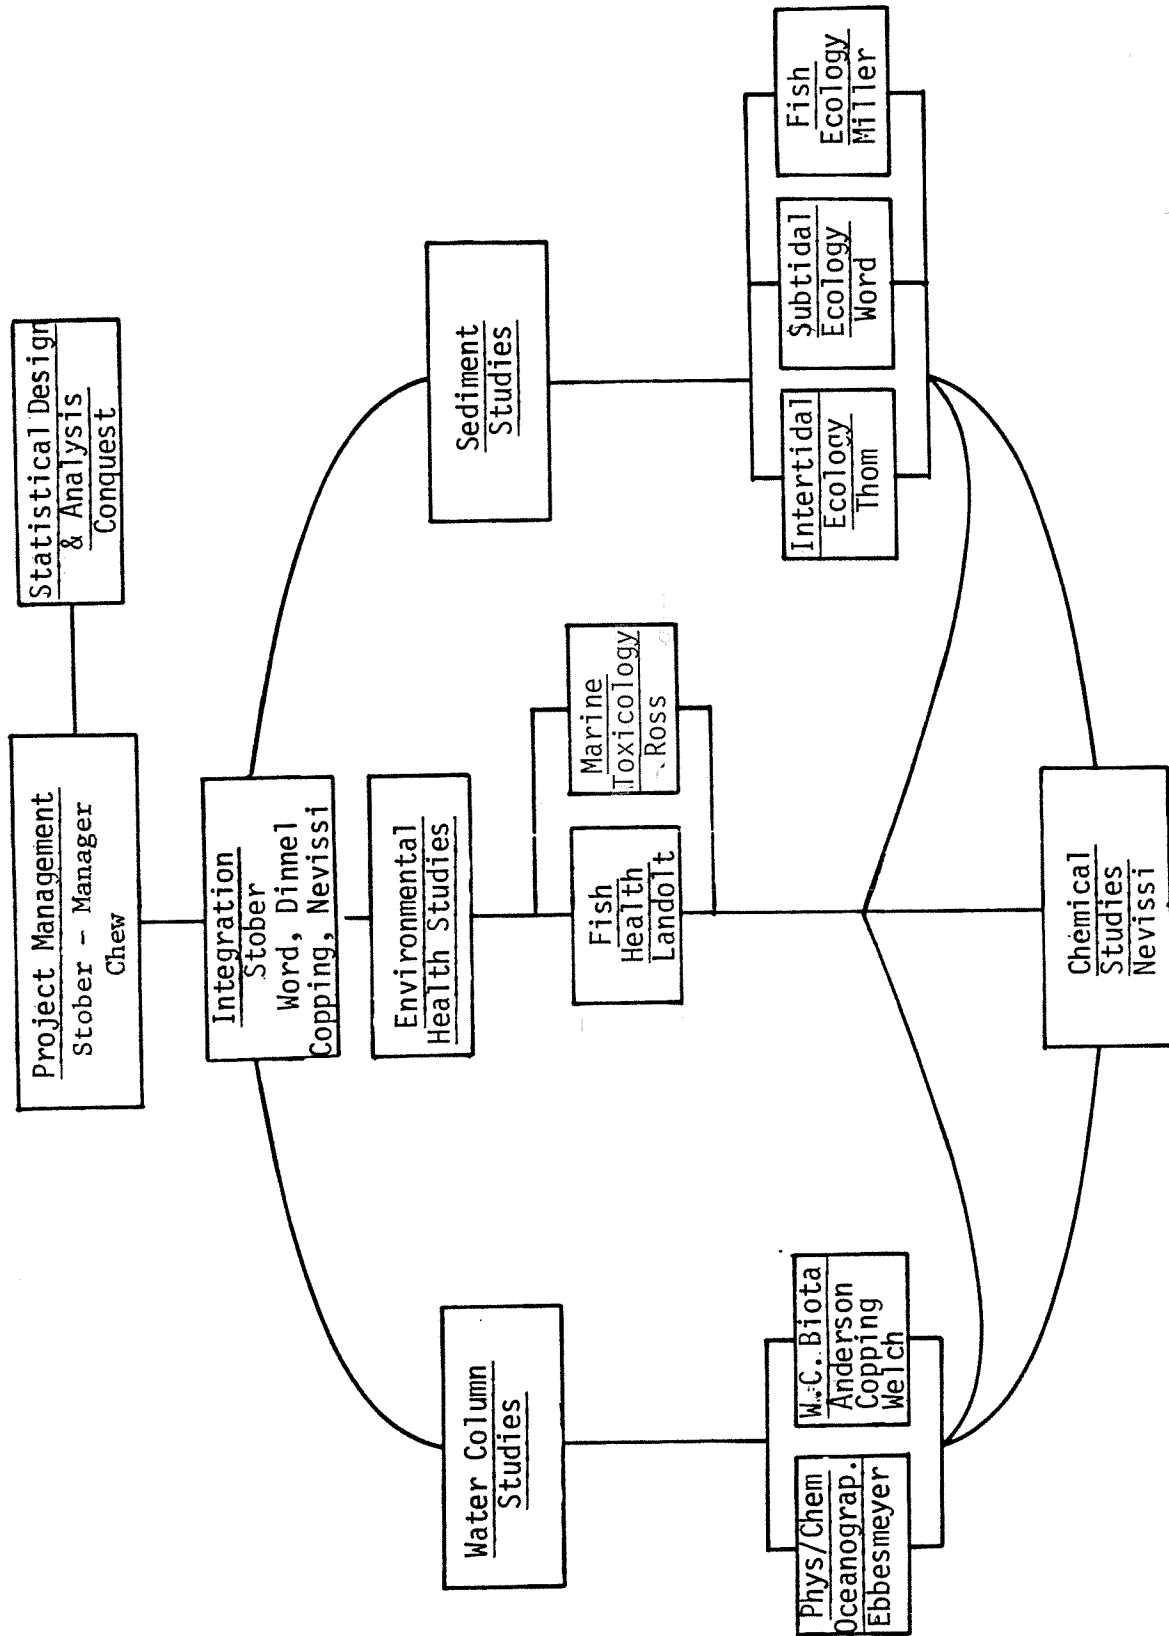 Project Management
Stober - Manager
Chew
Statistical Design
& Analysis
Conquest
Integration
Stober
Word, Dinnel
Copping, Nevissi
Environmental
Health Studies
Water Column
Studies
Sediment
Studies
Fish
Health
Landolt
Marine
Toxicology
Ross
Phys/Chem
Oceanograp.
Ebbesmeyer
W.C. Biota
Anderson
Copping
Welch
Intertidal
Ecology
Thom
Subtidal
Ecology
Word
Fish
Ecology
Miller
Chemical
Studies
Nevissi